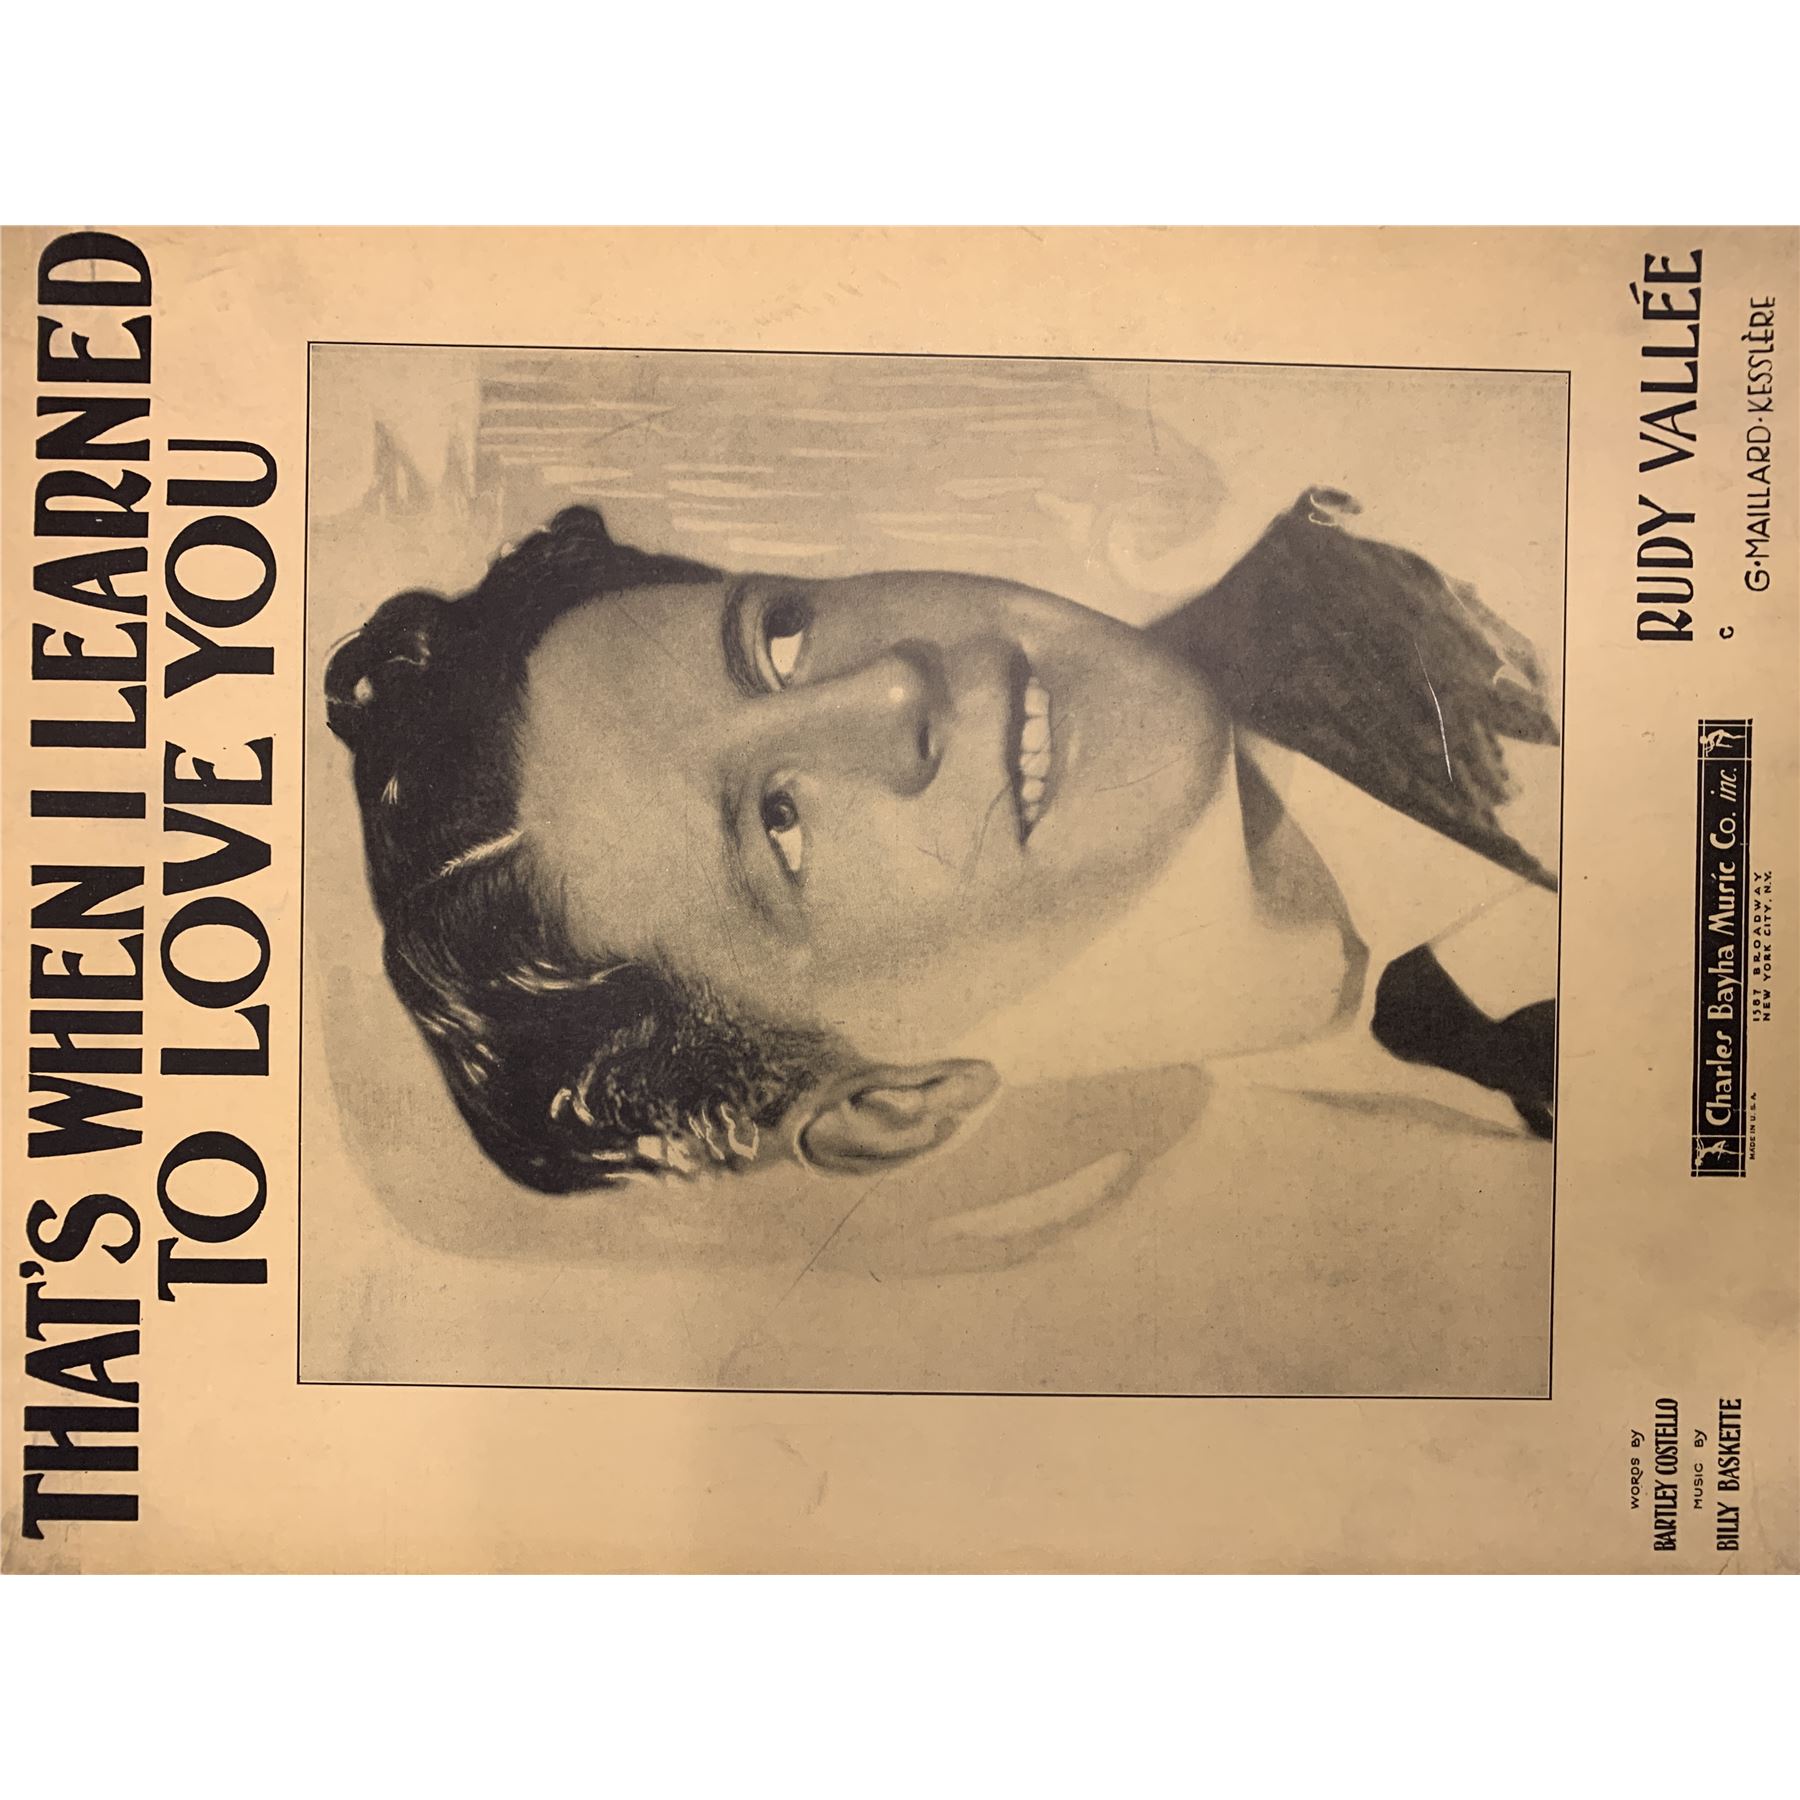 THAT'S WHEN I LEARNED
TO LOVE YOU
WORDS BY
BARTLEY COSTELLO
MUSIC BY
BILLY BASKETTE
Charles Bayha Music Co. inc.
MADE IN U.S.A.
1587 BROADWAY
NEW YORK CITY, N.Y.
RUDY VALLÉE
C
G·MAILLARD·KESSLÈRE